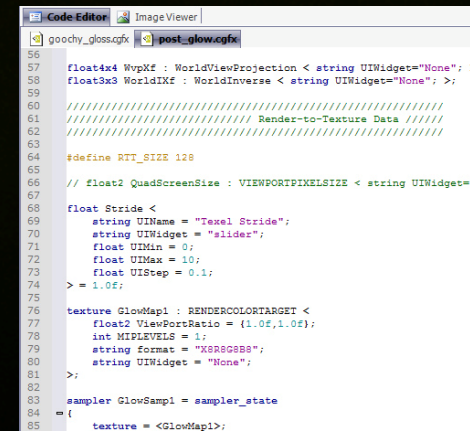 Code Editor Image Viewer
goochy_gloss.cgfx post_glow.cgfx
56
57 float4x4 WvpXf : WorldViewProjection < string UIWidget="None";
58 float3x3 WorldIXf : WorldInverse < string UIWidget="None"; >;
59
60 //////////////////////////////////////////////////////////
61 ///////////////////////////// Render-to-Texture Data //////
62 //////////////////////////////////////////////////////////
63
64 #define RTT_SIZE 128
65
66 // float2 QuadScreenSize : VIEWPORTPIXELSIZE < string UIWidget=
67
68 float Stride <
69 string UIName = "Texel Stride";
70 string UIWidget = "slider";
71 float UIMin = 0;
72 float UIMax = 10;
73 float UIStep = 0.1;
74 > = 1.0f;
75
76 texture GlowMap1 : RENDERCOLORTARGET <
77 float2 ViewPortRatio = {1.0f,1.0f};
78 int MIPLEVELS = 1;
79 string format = "X8R8G8B8";
80 string UIWidget = "None";
81 >;
82
83 sampler GlowSamp1 = sampler_state
84 {
85 texture = <GlowMap1>;